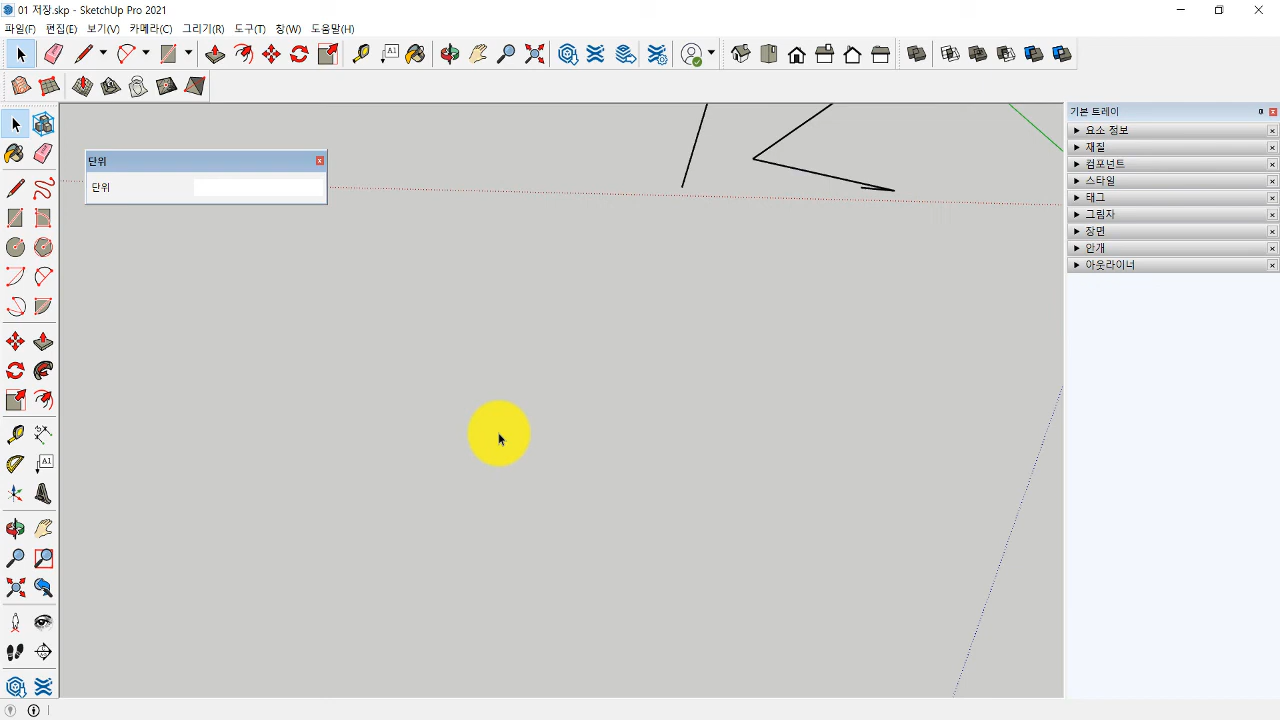 01 저장.skp - SketchUp Pro 2021
파일(F) 편집(E) 보기(V) 카메라(C) 그리기(R) 도구(T) 창(W) 도움말(H)
A1
기본 트레이
요소 정보
재질
컴포넌트
스타일
태그
그림자
장면
안개
아웃라이너
단위
단위
A1